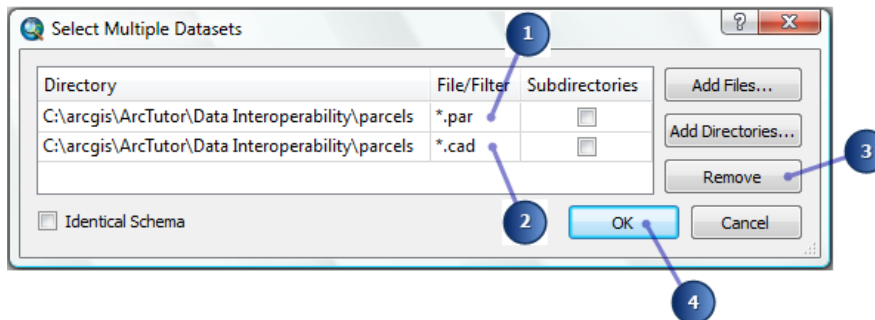 Select Multiple Datasets
1
Directory File/Filter Subdirectories
Add Files...
C:\arcgis\ArcTutor\Data Interoperability\parcels *.par
C:\arcgis\ArcTutor\Data Interoperability\parcels *.cad
Add Directories...
3
Remove
Identical Schema
2
OK
Cancel
4